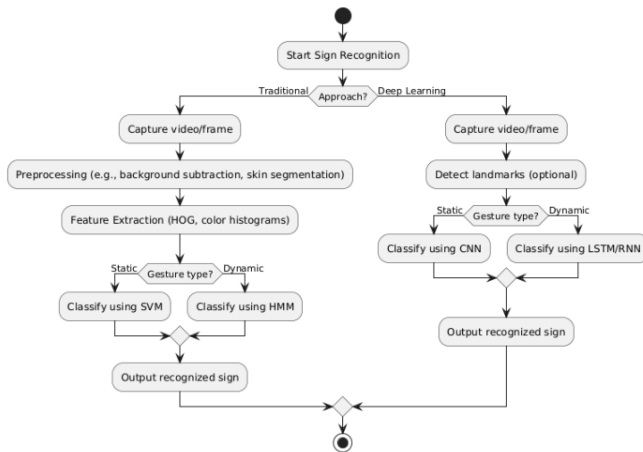 Start Sign Recognition
Traditional
Approach?
Deep Learning
Capture video/frame
Preprocessing (e.g., background subtraction, skin segmentation)
Feature Extraction (HOG, color histograms)
Static
Gesture type?
Dynamic
Classify using SVM
Classify using HMM
Output recognized sign
Capture video/frame
Detect landmarks (optional)
Static
Gesture type?
Dynamic
Classify using CNN
Classify using LSTM/RNN
Output recognized sign